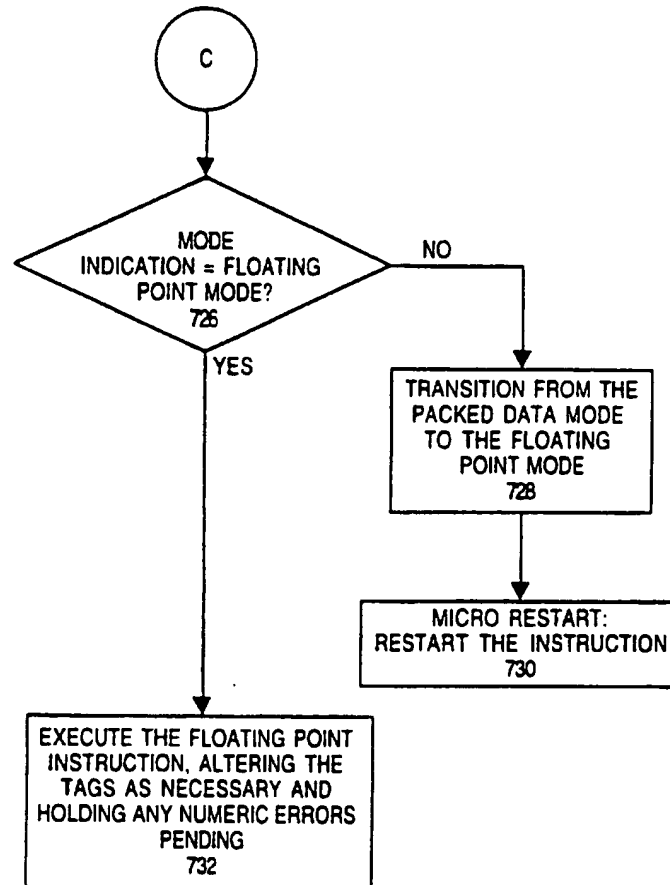 C
MODE
INDICATION = FLOATING
POINT MODE?
726
NO
YES
TRANSITION FROM THE
PACKED DATA MODE
TO THE FLOATING
POINT MODE
728
MICRO RESTART:
RESTART THE INSTRUCTION
730
EXECUTE THE FLOATING POINT
INSTRUCTION, ALTERING THE
TAGS AS NECESSARY AND
HOLDING ANY NUMERIC ERRORS
PENDING
732